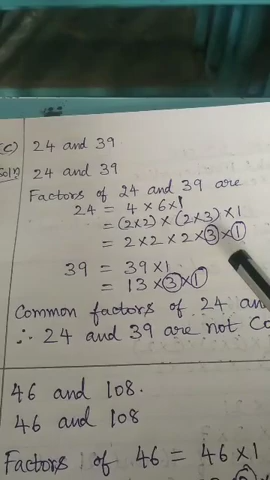 (c) 24 and 39
Soln 24 and 39
Factors of 24 and 39 are
24 = 4 × 6 × 1
= (2×2) × (2×3) × 1
= 2 × 2 × 2 × 3 × 1
39 = 39 × 1
= 13 × 3 × 1
Common factors of 24 an
∴ 24 and 39 are not Co
46 and 108.
46 and 108
Factors of 46 = 46 × 1